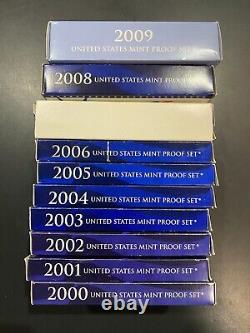 2009
UNITED STATES MINT PROOF SET
2008 UNITED STATES MINT PROOF SET®
2006 UNITED STATES MINT PROOF SET®
2005 UNITED STATES MINT PROOF SET®
2004 UNITED STATES MINT PROOF SET®
2003 UNITED STATES MINT PROOF SET®
2002 UNITED STATES MINT PROOF SET®
2001 UNITED STATES MINT PROOF SET®
2000 UNITED STATES MINT PROOF SET®
ebay